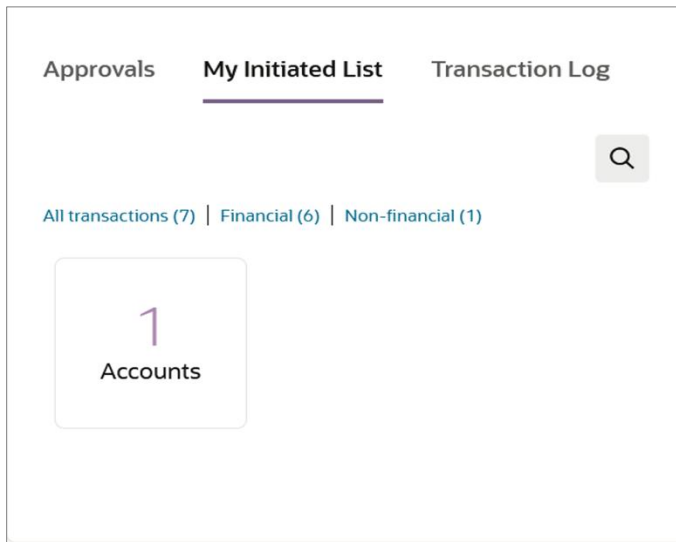 Approvals My Initiated List Transaction Log
All transactions (7) | Financial (6) | Non-financial (1)
1
Accounts